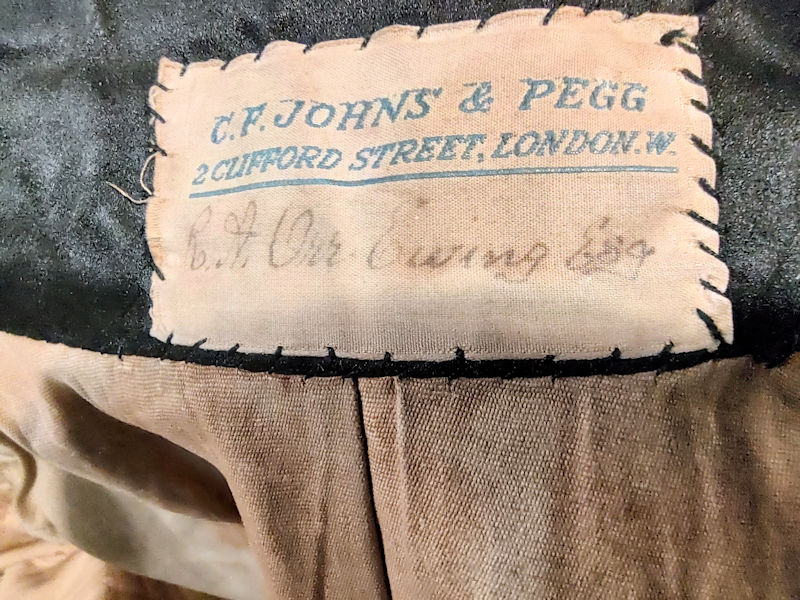 C.F. JOHNS & PEGG
2 CLIFFORD STREET, LONDON.W.
R. A. Orr. Ewing Esq